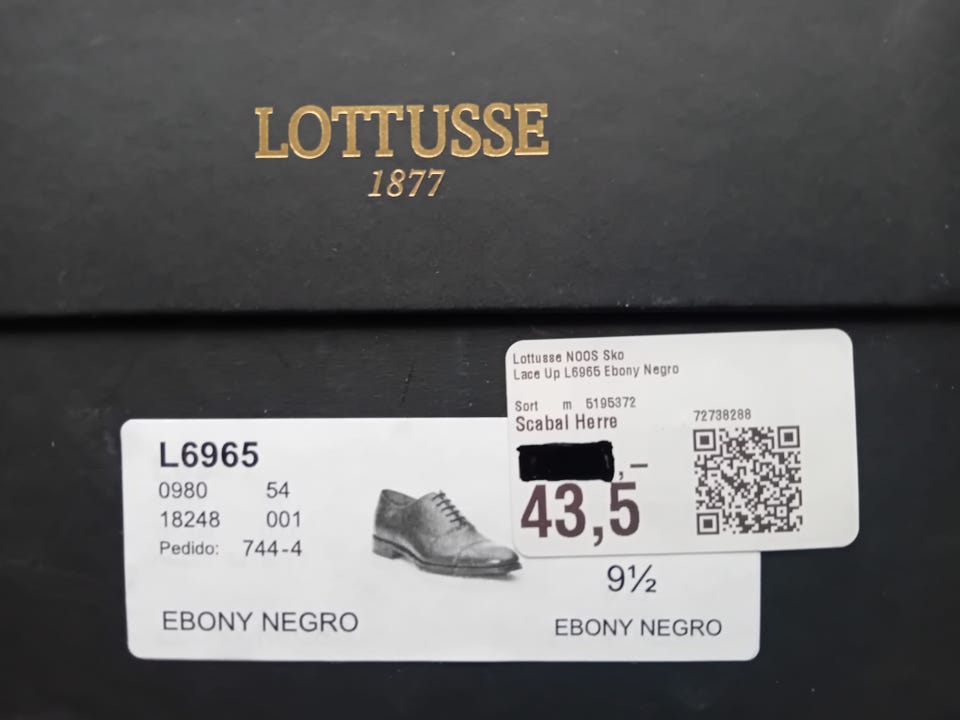 LOTTUSSE
1877
Lottusse NOOS Sko
Lace Up L6965 Ebony Negro
Sort m 5195372
Scabal Herre
72738288
,–
43,5
L6965
0980 54
18248 001
Pedido: 744-4
9½
EBONY NEGRO
EBONY NEGRO